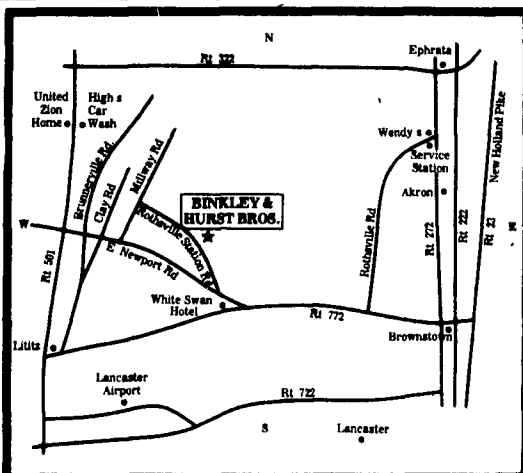 N
Ephrata
Rt 322
United
Zion
Home
High s
Car
Wash
Brunnerville Rd.
Clay Rd
Millway Rd
Wendy s
Service
Station
New Holland Pike
BINKLEY &
HURST BROS.
Rothsville Station Rd.
Akron
Rothsville Rd
W
E Newport Rd
Rt 501
Rt 272
Rt 222
Rt 23
White Swan
Hotel
Rt 772
Brownstown
Lititz
Lancaster
Airport
Rt 722
S
Lancaster